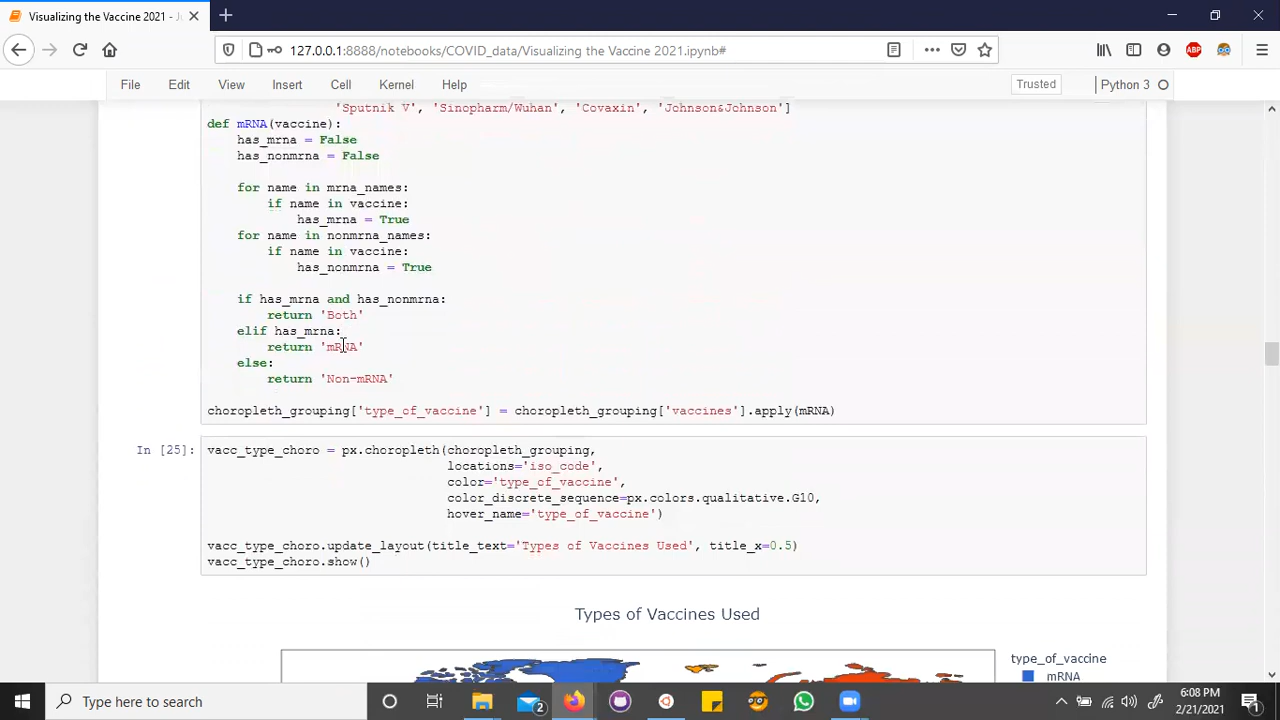 Visualizing the Vaccine 2021 - Ju
127.0.0.1:8888/notebooks/COVID_data/Visualizing the Vaccine 2021.ipynb#
ABP
File Edit View Insert Cell Kernel Help
Trusted
Python 3
'Sputnik V', 'Sinopharm/Wuhan', 'Covaxin', 'Johnson&Johnson']
def mRNA(vaccine):
has_mrna = False
has_nonmrna = False
for name in mrna_names:
if name in vaccine:
has_mrna = True
for name in nonmrna_names:
if name in vaccine:
has_nonmrna = True
if has_mrna and has_nonmrna:
return 'Both'
elif has_mrna:
return 'mRNA'
else:
return 'Non-mRNA'
choropleth_grouping['type_of_vaccine'] = choropleth_grouping['vaccines'].apply(mRNA)
In [25]:
vacc_type_choro = px.choropleth(choropleth_grouping,
locations='iso_code',
color='type_of_vaccine',
color_discrete_sequence=px.colors.qualitative.G10,
hover_name='type_of_vaccine')
vacc_type_choro.update_layout(title_text='Types of Vaccines Used', title_x=0.5)
vacc_type_choro.show()
Types of Vaccines Used
type_of_vaccine
mRNA
Type here to search
2
6:08 PM
2/21/2021
1